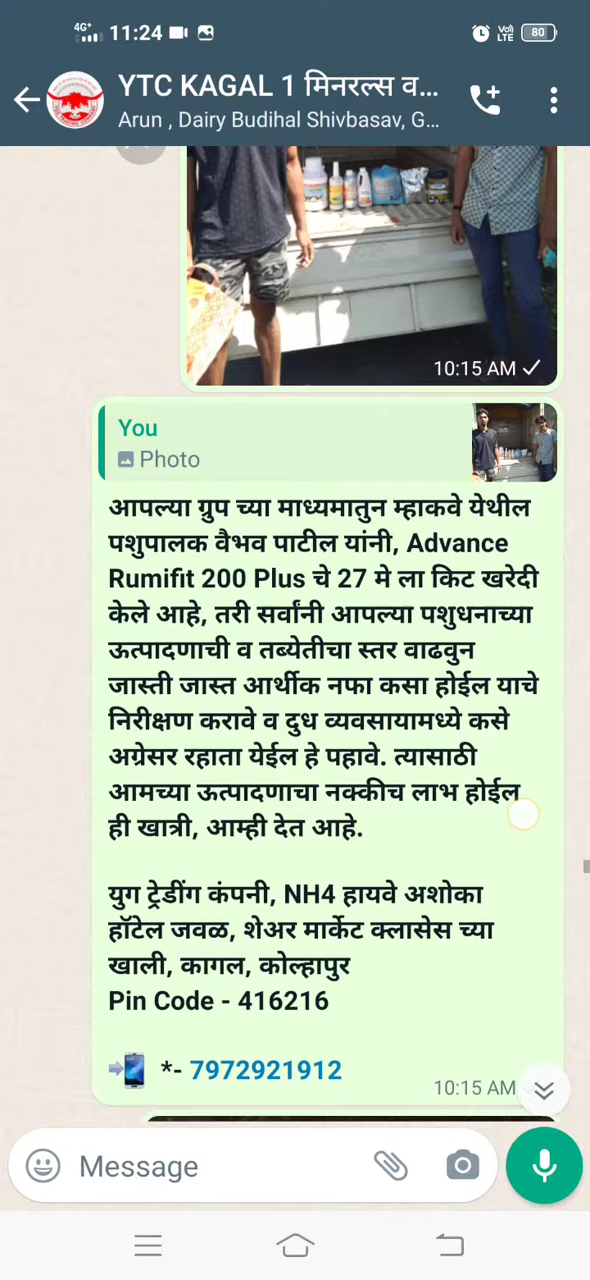 4G+ 11:24 Vo) LTE 80
YTC KAGAL 1 मिनरल्स व...
Arun , Dairy Budihal Shivbasav, G...
10:15 AM
You
Photo
आपल्या ग्रुप च्या माध्यमातुन म्हाकवे येथील
पशुपालक वैभव पाटील यांनी, Advance
Rumifit 200 Plus चे 27 मे ला किट खरेदी
केले आहे, तरी सर्वांनी आपल्या पशुधनाच्या
ऊत्पादणाची व तब्येतीचा स्तर वाढवुन
जास्ती जास्त आर्थीक नफा कसा होईल याचे
निरीक्षण करावे व दुध व्यवसायामध्ये कसे
अग्रेसर रहाता येईल हे पहावे. त्यासाठी
आमच्या ऊत्पादणाचा नक्कीच लाभ होईल
ही खात्री, आम्ही देत आहे.
युग ट्रेडींग कंपनी, NH4 हायवे अशोका
हॉटेल जवळ, शेअर मार्केट क्लासेस च्या
खाली, कागल, कोल्हापुर
Pin Code - 416216
*- 7972921912
10:15 AM
Message